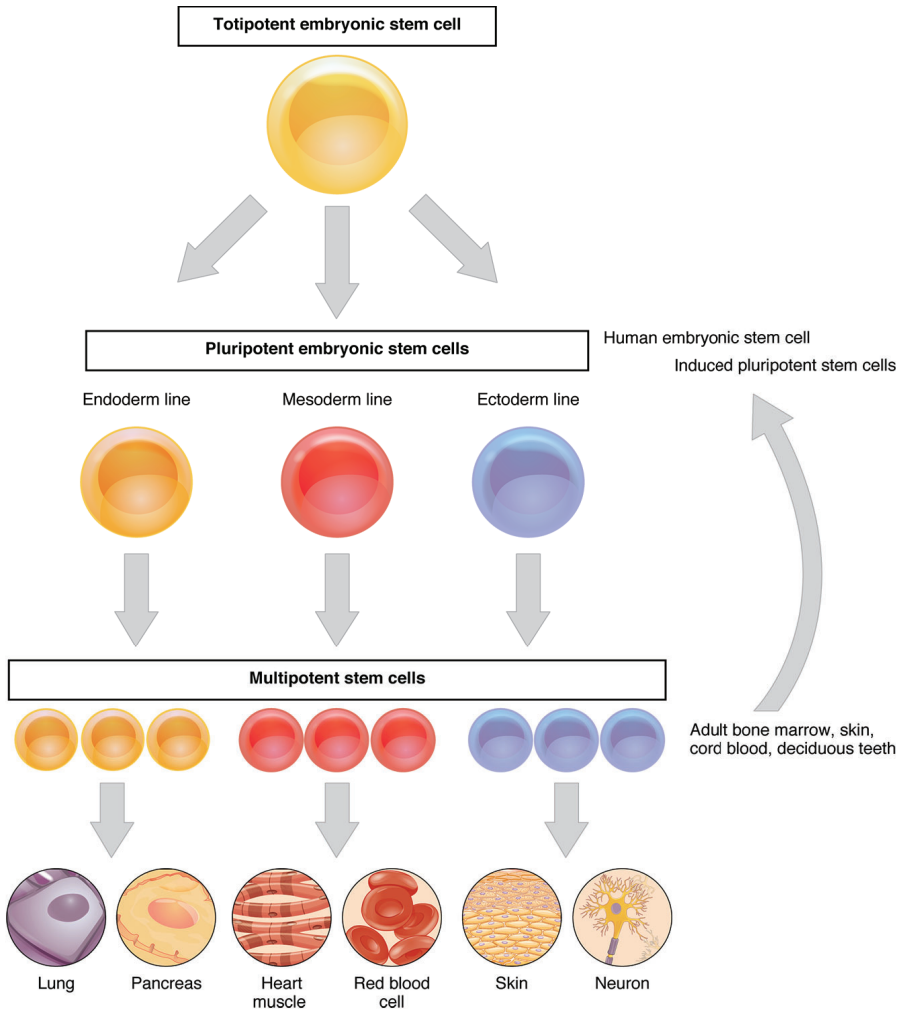 Totipotent embryonic stem cell
Pluripotent embryonic stem cells
Human embryonic stem cell
Induced pluripotent stem cells
Endoderm line
Mesoderm line
Ectoderm line
Multipotent stem cells
Adult bone marrow, skin,
cord blood, deciduous teeth
Lung
Pancreas
Heart
muscle
Red blood
cell
Skin
Neuron